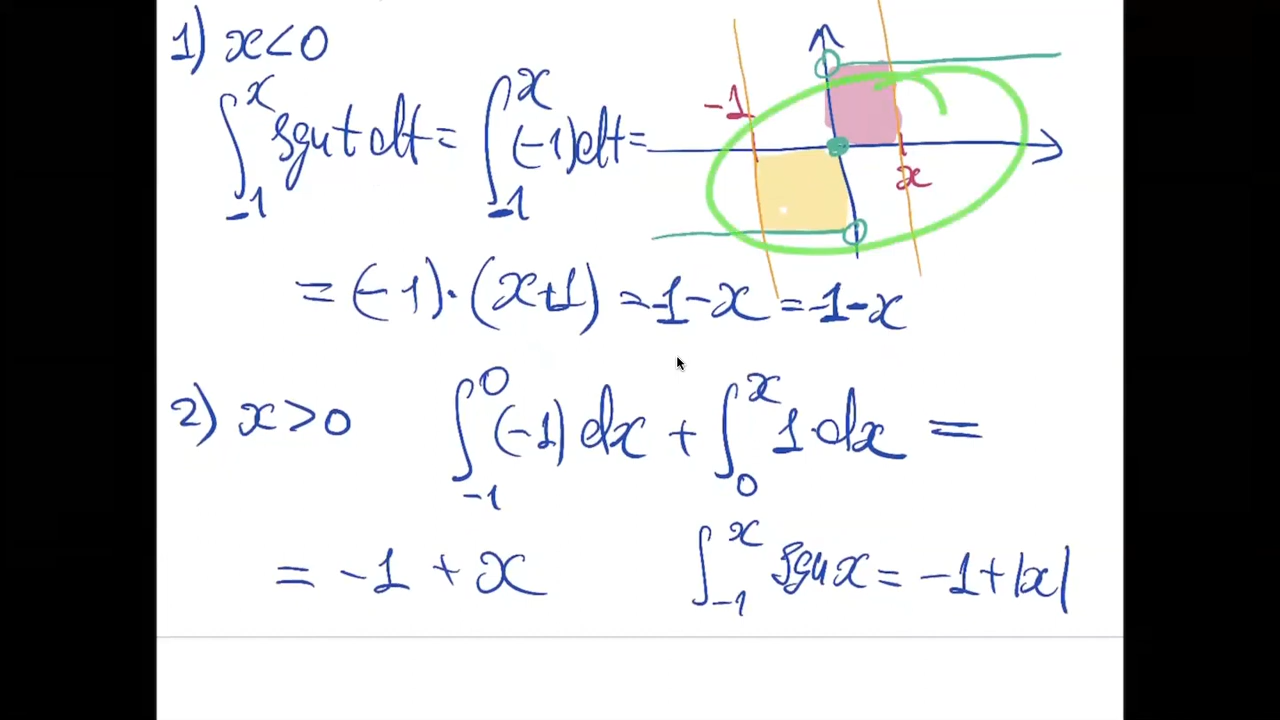 1) x<0
∫_{-1}^{x} sgn t dt = ∫_{-1}^{x} (-1)dt =
-1
x
= (-1)·(x+1) = -1-x = -1-x
2) x>0 ∫_{-1}^{0} (-1) dx + ∫_{0}^{x} 1·dx =
= -1 + x
∫_{-1}^{x} sgn x = -1+|x|